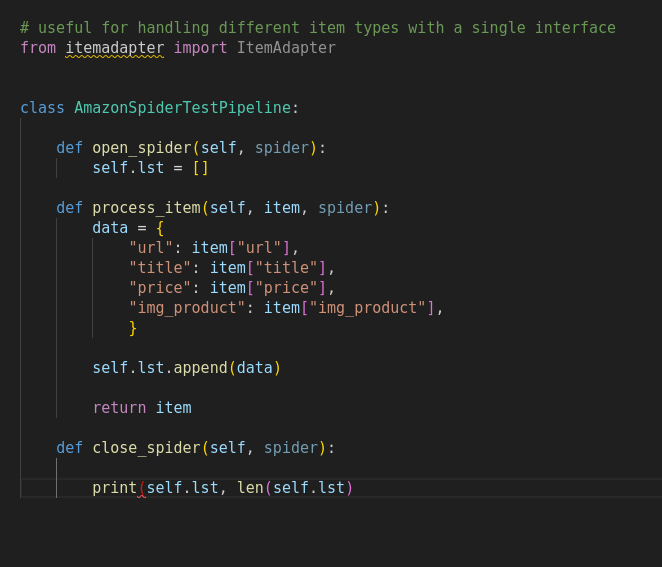 # useful for handling different item types with a single interface
from itemadapter import ItemAdapter
class AmazonSpiderTestPipeline:
def open_spider(self, spider):
self.lst = []
def process_item(self, item, spider):
data = {
"url": item["url"],
"title": item["title"],
"price": item["price"],
"img_product": item["img_product"],
}
self.lst.append(data)
return item
def close_spider(self, spider):
print(self.lst, len(self.lst)